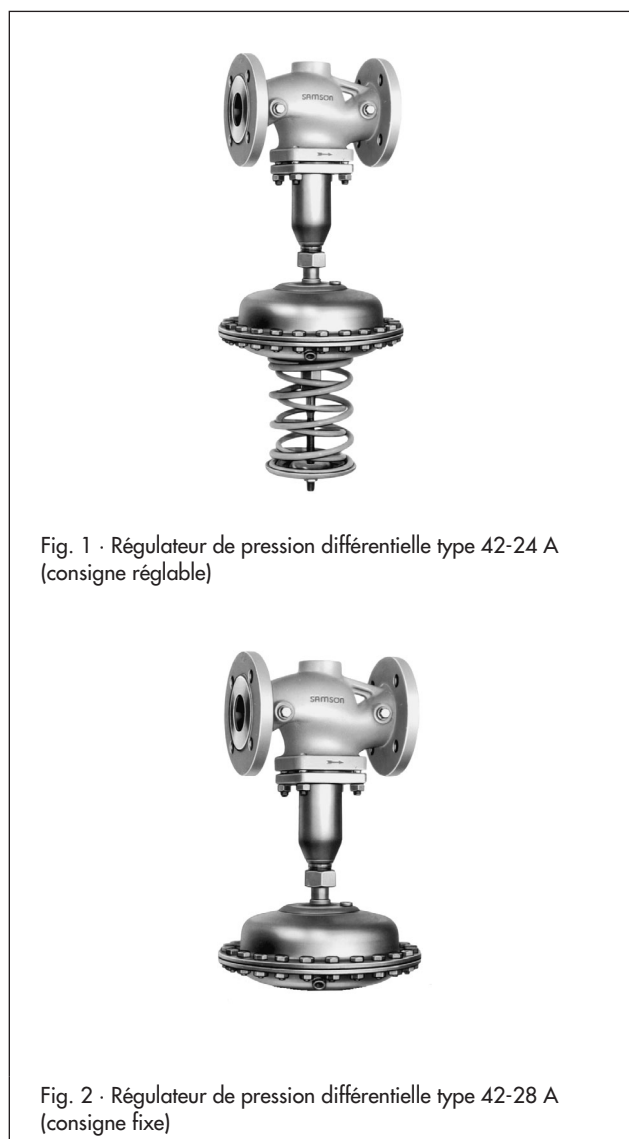 SAMSON
Fig. 1 · Régulateur de pression différentielle type 42-24 A
(consigne réglable)
SAMSON
Fig. 2 · Régulateur de pression différentielle type 42-28 A
(consigne fixe)